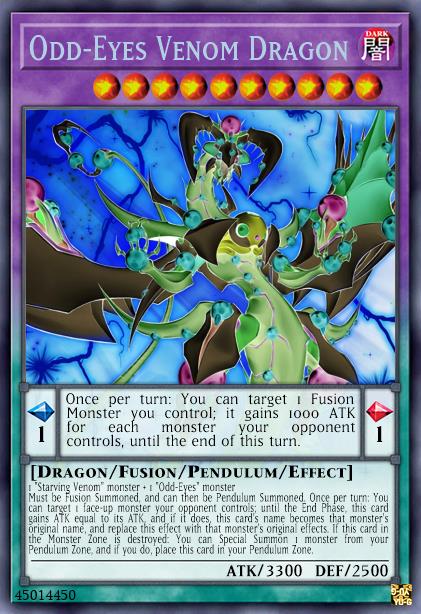 Odd-Eyes Venom Dragon
DARK
闇
Once per turn: You can target 1 Fusion
Monster you control; it gains 1000 ATK
for each monster your opponent
controls, until the end of this turn.
1
1
[Dragon/Fusion/Pendulum/Effect]
1 "Starving Venom" monster + 1 "Odd-Eyes" monster
Must be Fusion Summoned, and can then be Pendulum Summoned. Once per turn: You
can target 1 face-up monster your opponent controls; until the End Phase, this card
gains ATK equal to its ATK, and if it does, this card's name becomes that monster's
original name, and replace this effect with that monster's original effects. If this card in
the Monster Zone is destroyed: You can Special Summon 1 monster from your
Pendulum Zone, and if you do, place this card in your Pendulum Zone.
ATK/3300 DEF/2500
45014450